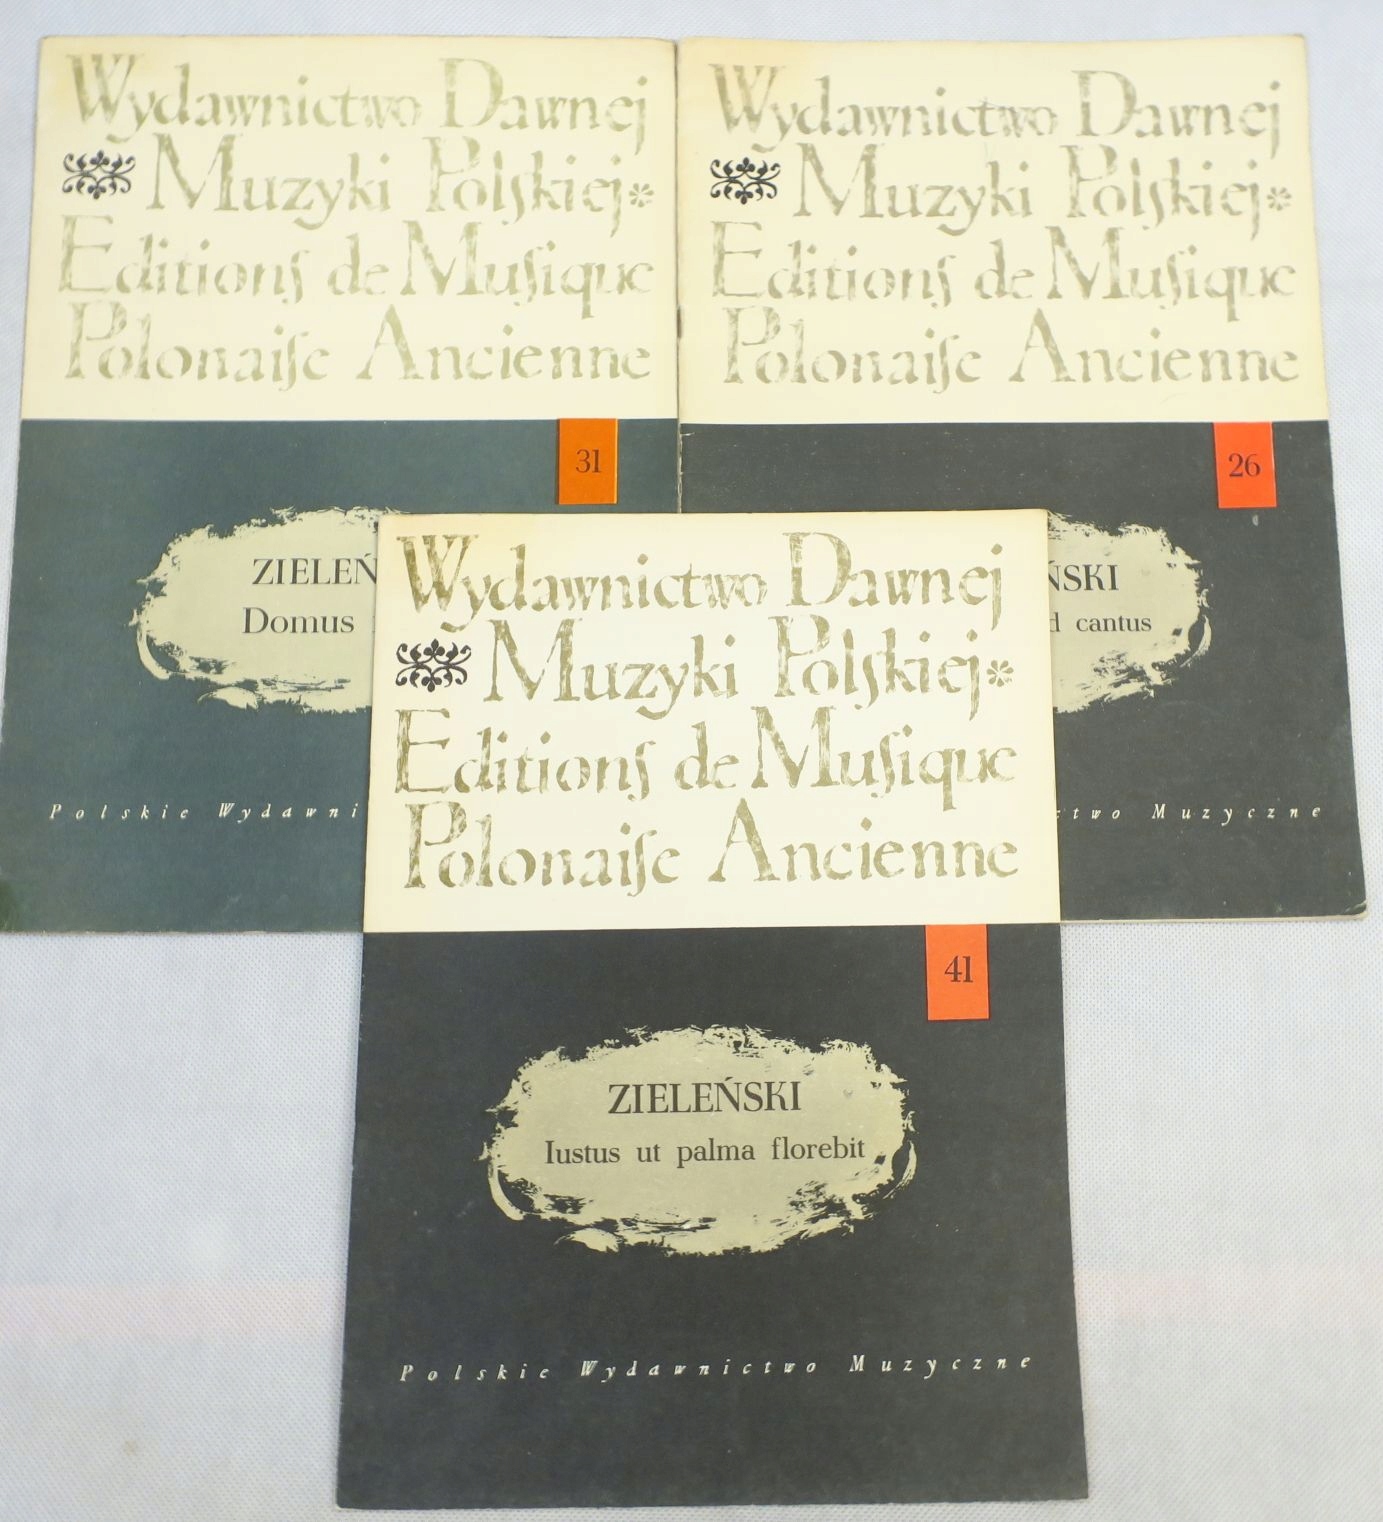 Wydawnictwo Dawnej
Muzyki Polskiej
Editions de Musique
Polonaise Ancienne
31
ZIELEŃ
Domus
Polskie Wydawni
Wydawnictwo Dawnej
Muzyki Polskiej
Editions de Musique
Polonaise Ancienne
26
ŃSKI
d cantus
ctwo Muzyczne
Wydawnictwo Dawnej
Muzyki Polskiej
Editions de Musique
Polonaise Ancienne
41
ZIELEŃSKI
Iustus ut palma florebit
Polskie Wydawnictwo Muzyczne